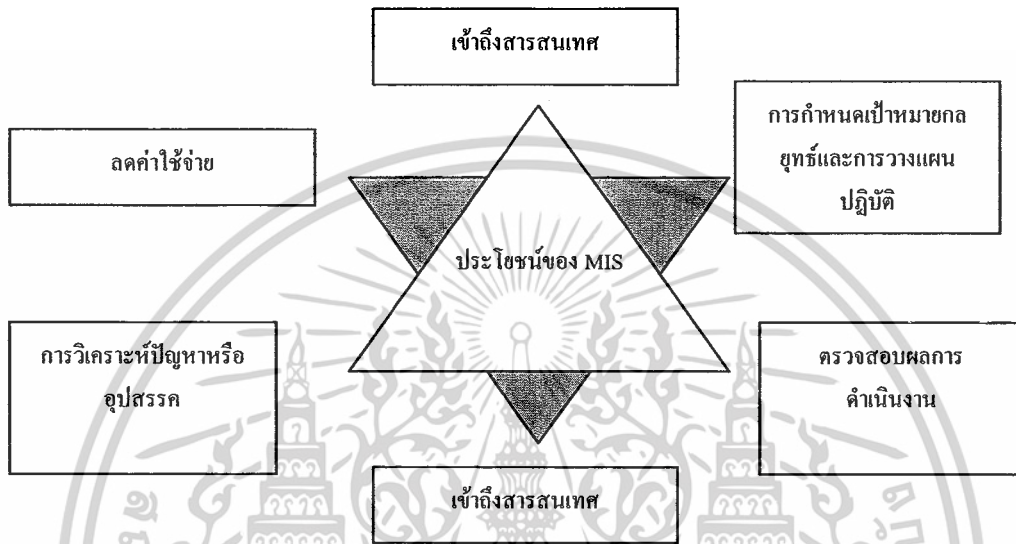 เข้าถึงสารสนเทศ
การกำหนดเป้าหมายกล
ยุทธ์และการวางแผน
ปฏิบัติ
ลดค่าใช้จ่าย
ประโยชน์ของ MIS
การวิเคราะห์ปัญหาหรือ
อุปสรรค
ตรวจสอบผลการ
ดำเนินงาน
เข้าถึงสารสนเทศ